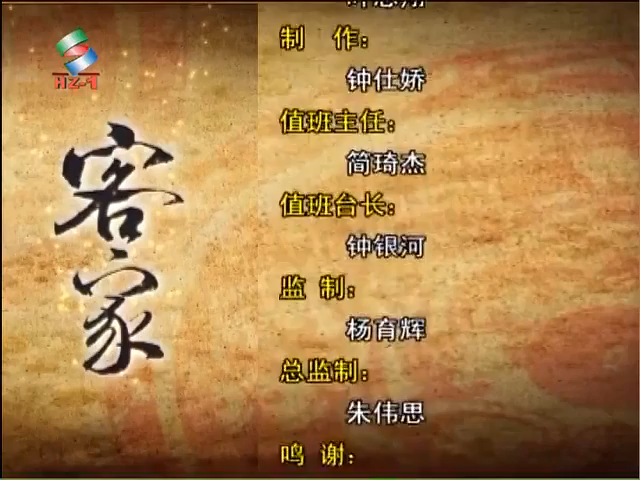 HZ-1
客家
制 作：
钟仕娇
值班主任：
简琦杰
值班台长：
钟银河
监 制：
杨育辉
总监制：
朱伟思
鸣 谢：